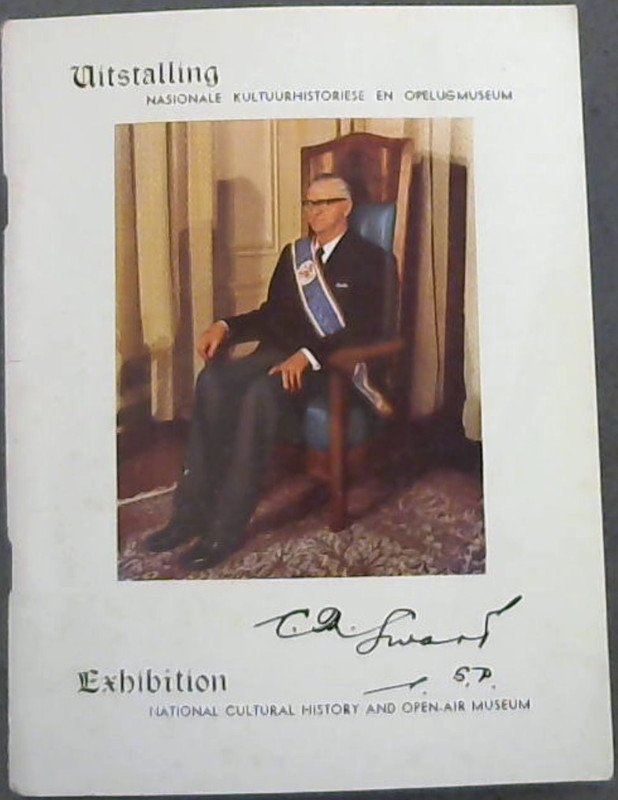 Uitstalling
NASIONALE KULTUURHISTORIESE EN OPELUGMUSEUM
C.R. Swart
S.P.
Exhibition
NATIONAL CULTURAL HISTORY AND OPEN-AIR MUSEUM